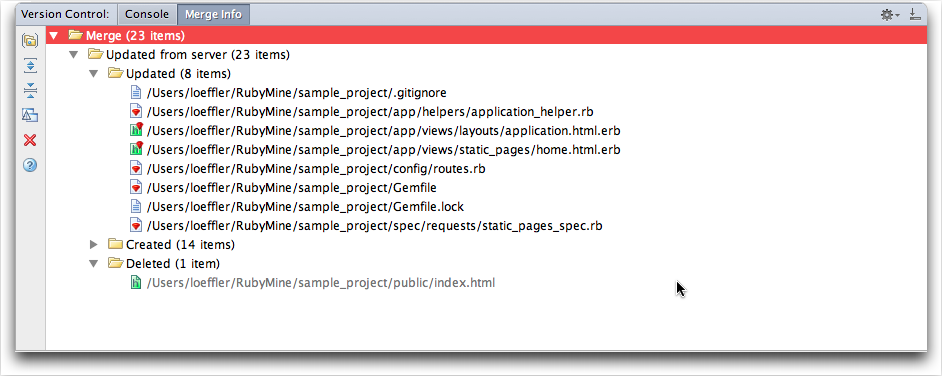 Version Control: Console Merge Info
Merge (23 items)
Updated from server (23 items)
Updated (8 items)
/Users/loeffler/RubyMine/sample_project/.gitignore
/Users/loeffler/RubyMine/sample_project/app/helpers/application_helper.rb
/Users/loeffler/RubyMine/sample_project/app/views/layouts/application.html.erb
/Users/loeffler/RubyMine/sample_project/app/views/static_pages/home.html.erb
/Users/loeffler/RubyMine/sample_project/config/routes.rb
/Users/loeffler/RubyMine/sample_project/Gemfile
/Users/loeffler/RubyMine/sample_project/Gemfile.lock
/Users/loeffler/RubyMine/sample_project/spec/requests/static_pages_spec.rb
Created (14 items)
Deleted (1 item)
/Users/loeffler/RubyMine/sample_project/public/index.html